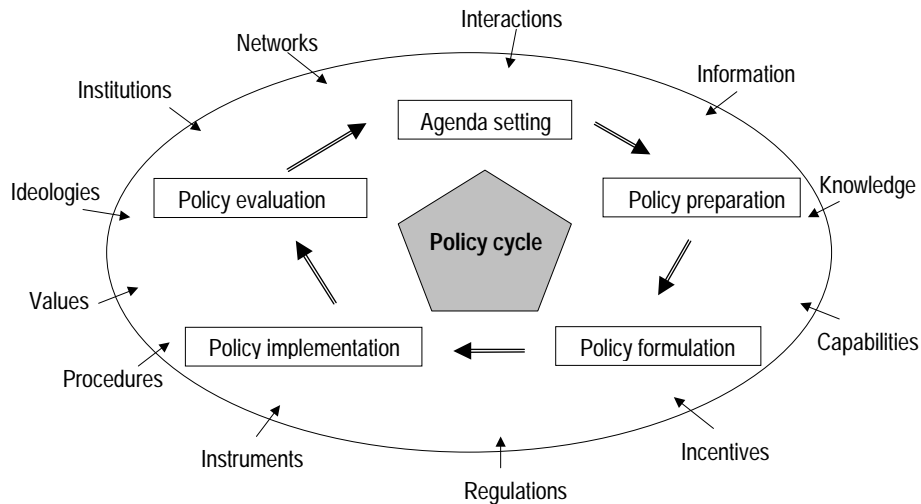 Interactions
Networks
Information
Institutions
Agenda setting
Ideologies
Policy evaluation
Policy preparation
Knowledge
Policy cycle
Values
Policy implementation
Policy formulation
Capabilities
Procedures
Instruments
Incentives
Regulations